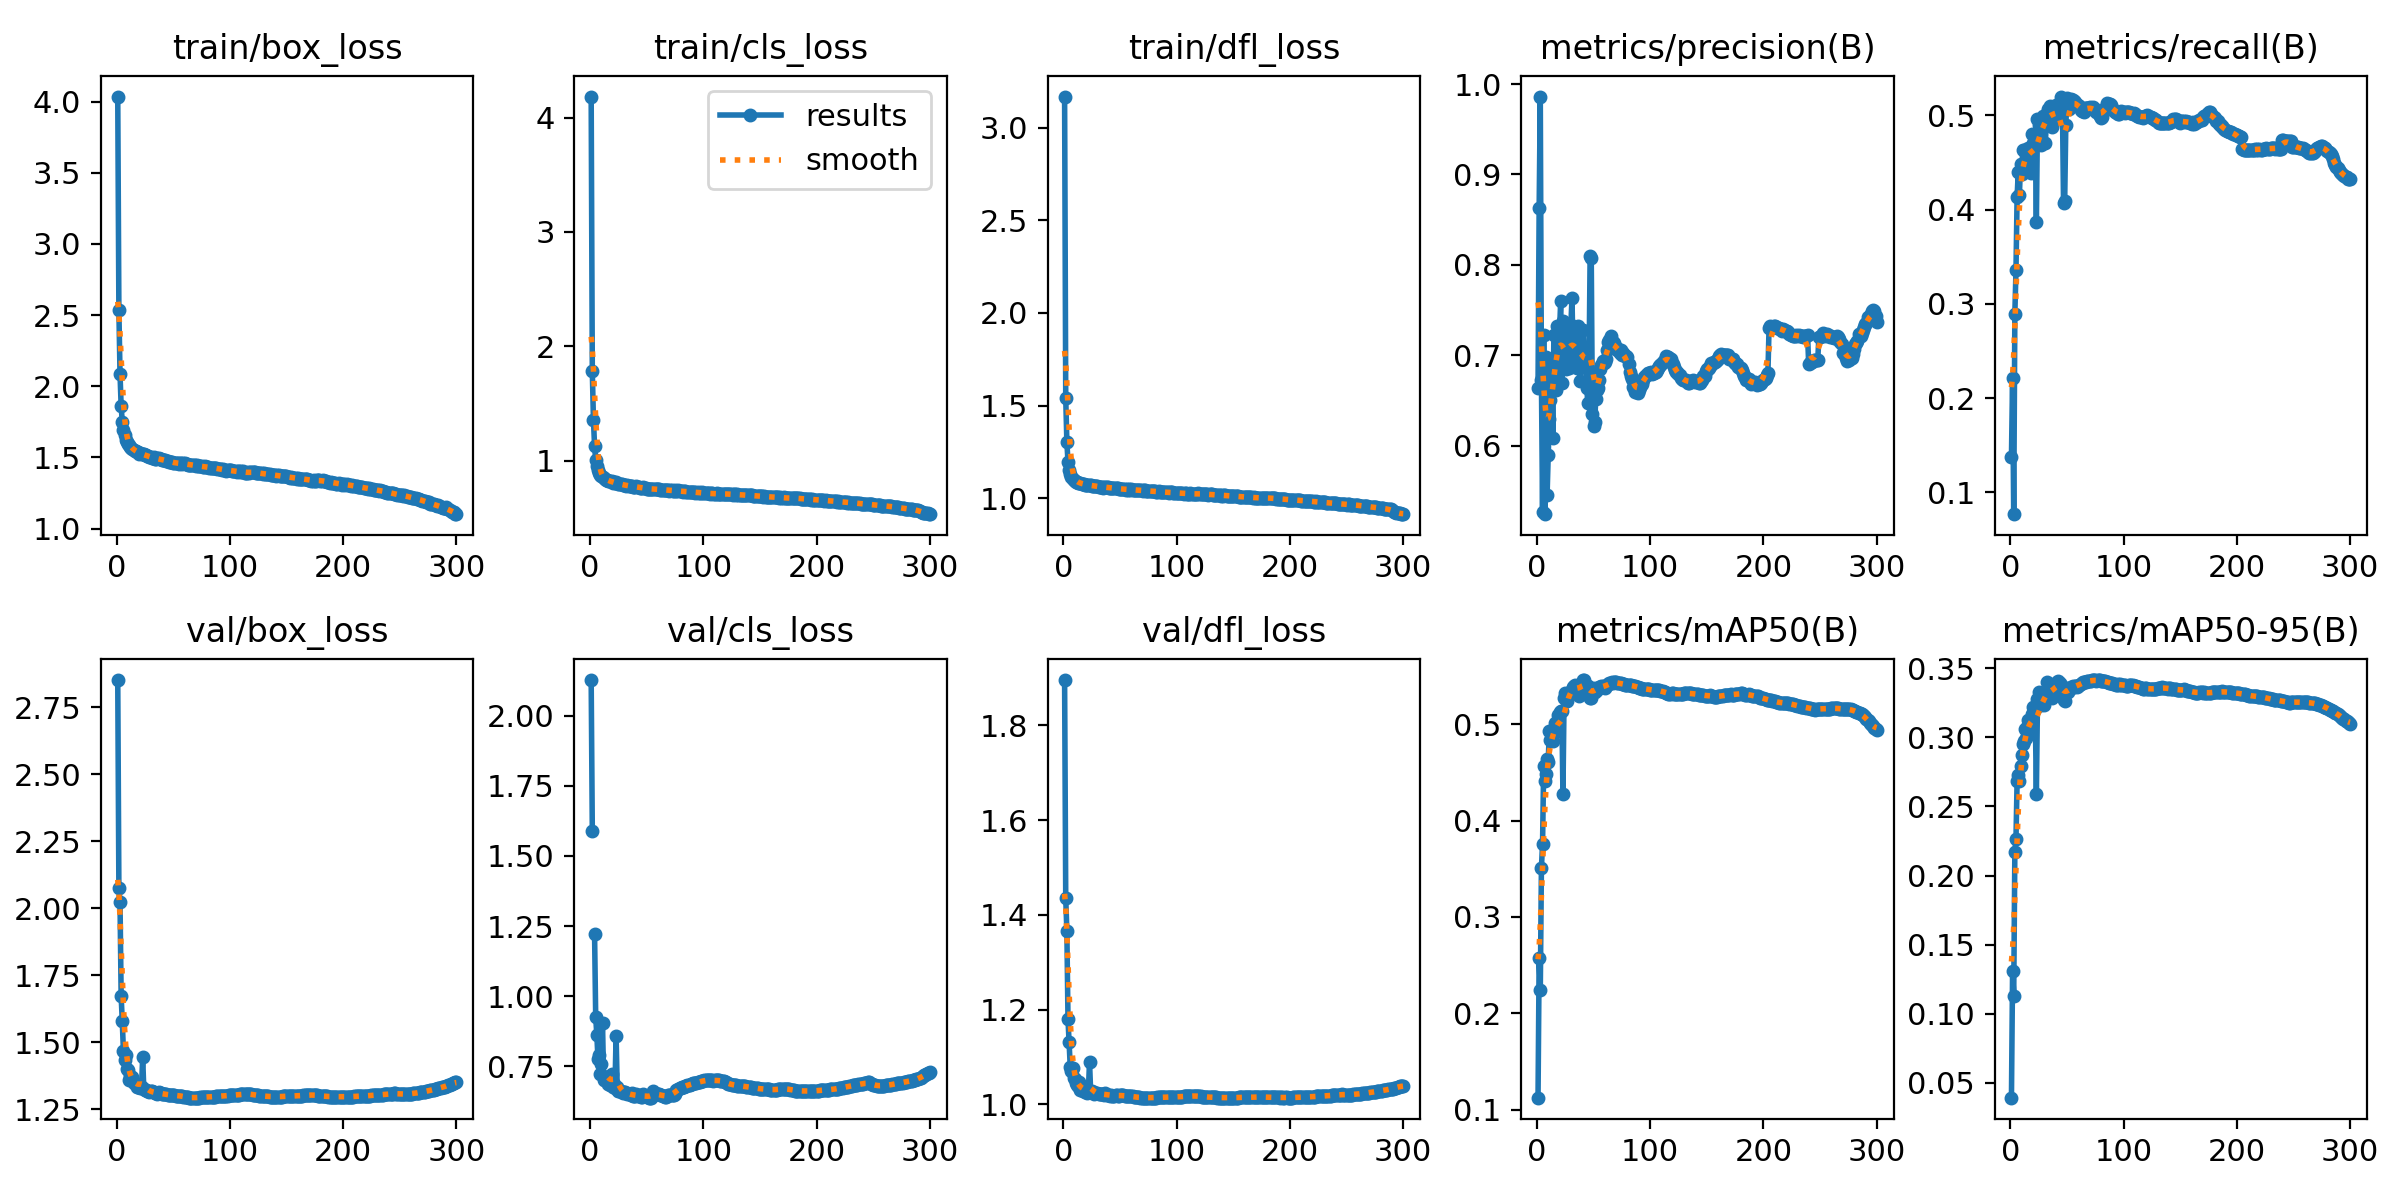 train/box_loss
4.0
3.5
3.0
2.5
2.0
1.5
1.0
0 100 200 300
train/cls_loss
results
smooth
4
3
2
1
0 100 200 300
train/dfl_loss
3.0
2.5
2.0
1.5
1.0
0 100 200 300
metrics/precision(B)
1.0
0.9
0.8
0.7
0.6
0 100 200 300
metrics/recall(B)
0.5
0.4
0.3
0.2
0.1
0 100 200 300
val/box_loss
2.75
2.50
2.25
2.00
1.75
1.50
1.25
0 100 200 300
val/cls_loss
2.00
1.75
1.50
1.25
1.00
0.75
0 100 200 300
val/dfl_loss
1.8
1.6
1.4
1.2
1.0
0 100 200 300
metrics/mAP50(B)
0.5
0.4
0.3
0.2
0.1
0 100 200 300
metrics/mAP50-95(B)
0.35
0.30
0.25
0.20
0.15
0.10
0.05
0 100 200 300